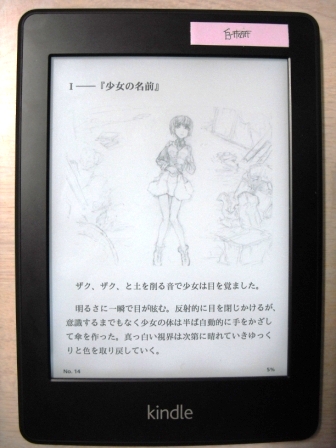 I——『少女の名前』
ザク、ザク、と土を削る音で少女は目を覚ました。
明るさに一瞬で目が眩む。反射的に目を閉じかけるが、
意識するまでもなく少女の体は半ば自動的に手をかざし
て傘を作った。真っ白い視界は次第に晴れていきゆっく
りと色を取り戻していく。
No. 14
5%
kindle